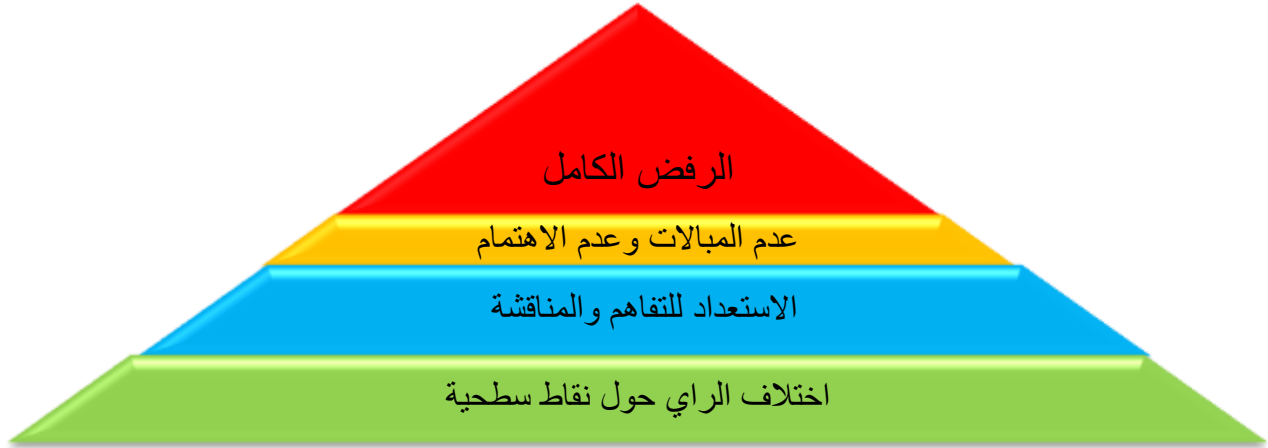 الرفض الكامل
عدم المبالات وعدم الاهتمام
الاستعداد للتفاهم والمناقشة
اختلاف الراي حول نقاط سطحية